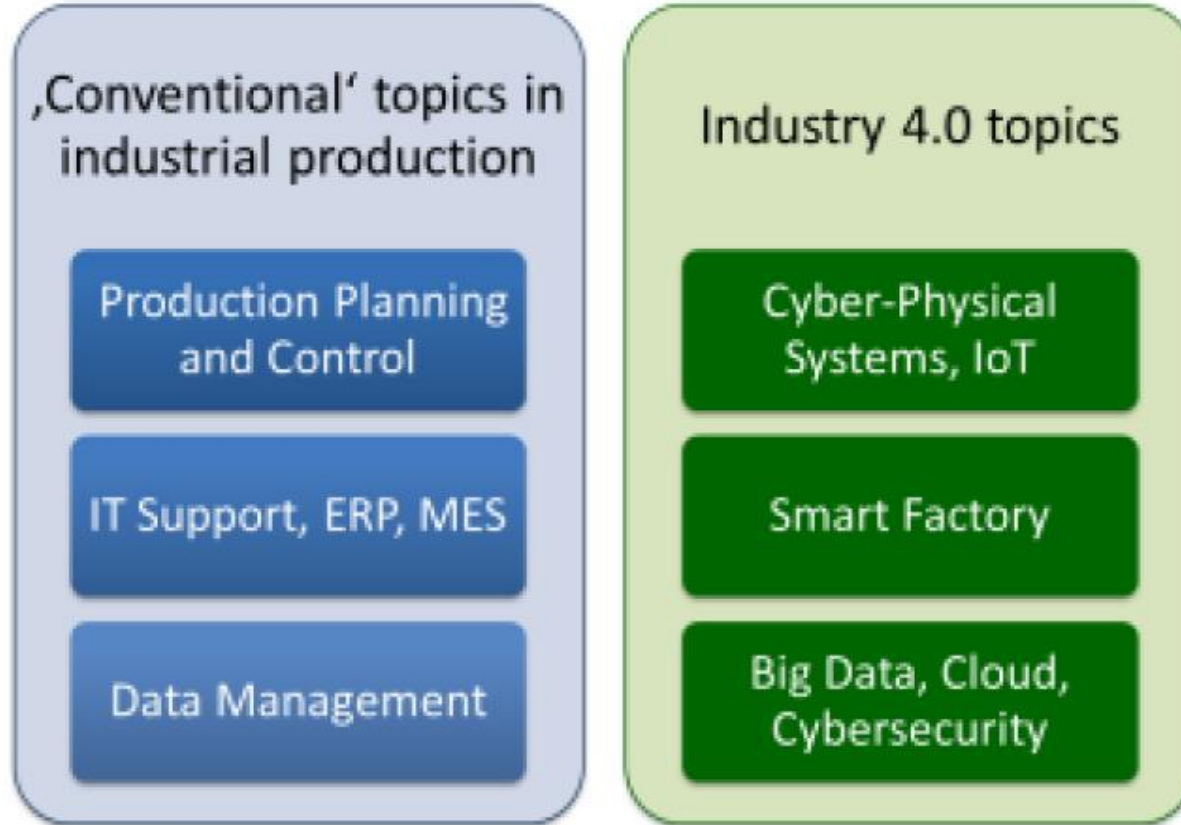 ‚Conventional‘ topics in
industrial production
Production Planning
and Control
IT Support, ERP, MES
Data Management
Industry 4.0 topics
Cyber-Physical
Systems, IoT
Smart Factory
Big Data, Cloud,
Cybersecurity